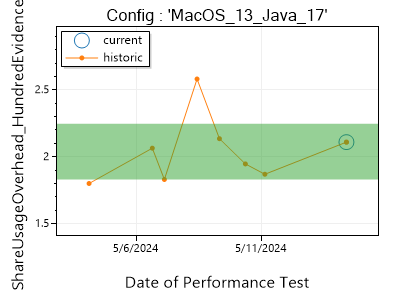 Config : 'MacOS_13_Java_17'
current
historic
ShareUsageOverhead_HundredEvidence
2.5
2
1.5
5/6/2024
5/11/2024
Date of Performance Test